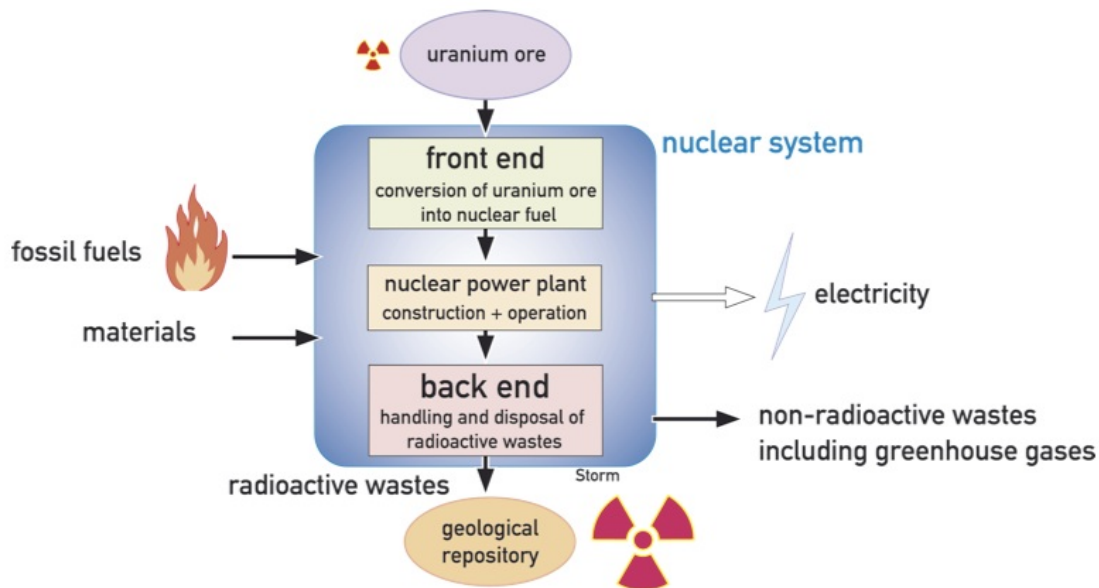 uranium ore
nuclear system
front end
conversion of uranium ore
into nuclear fuel
fossil fuels
nuclear power plant
construction + operation
electricity
materials
back end
handling and disposal of
radioactive wastes
non-radioactive wastes
including greenhouse gases
Storm
radioactive wastes
geological
repository